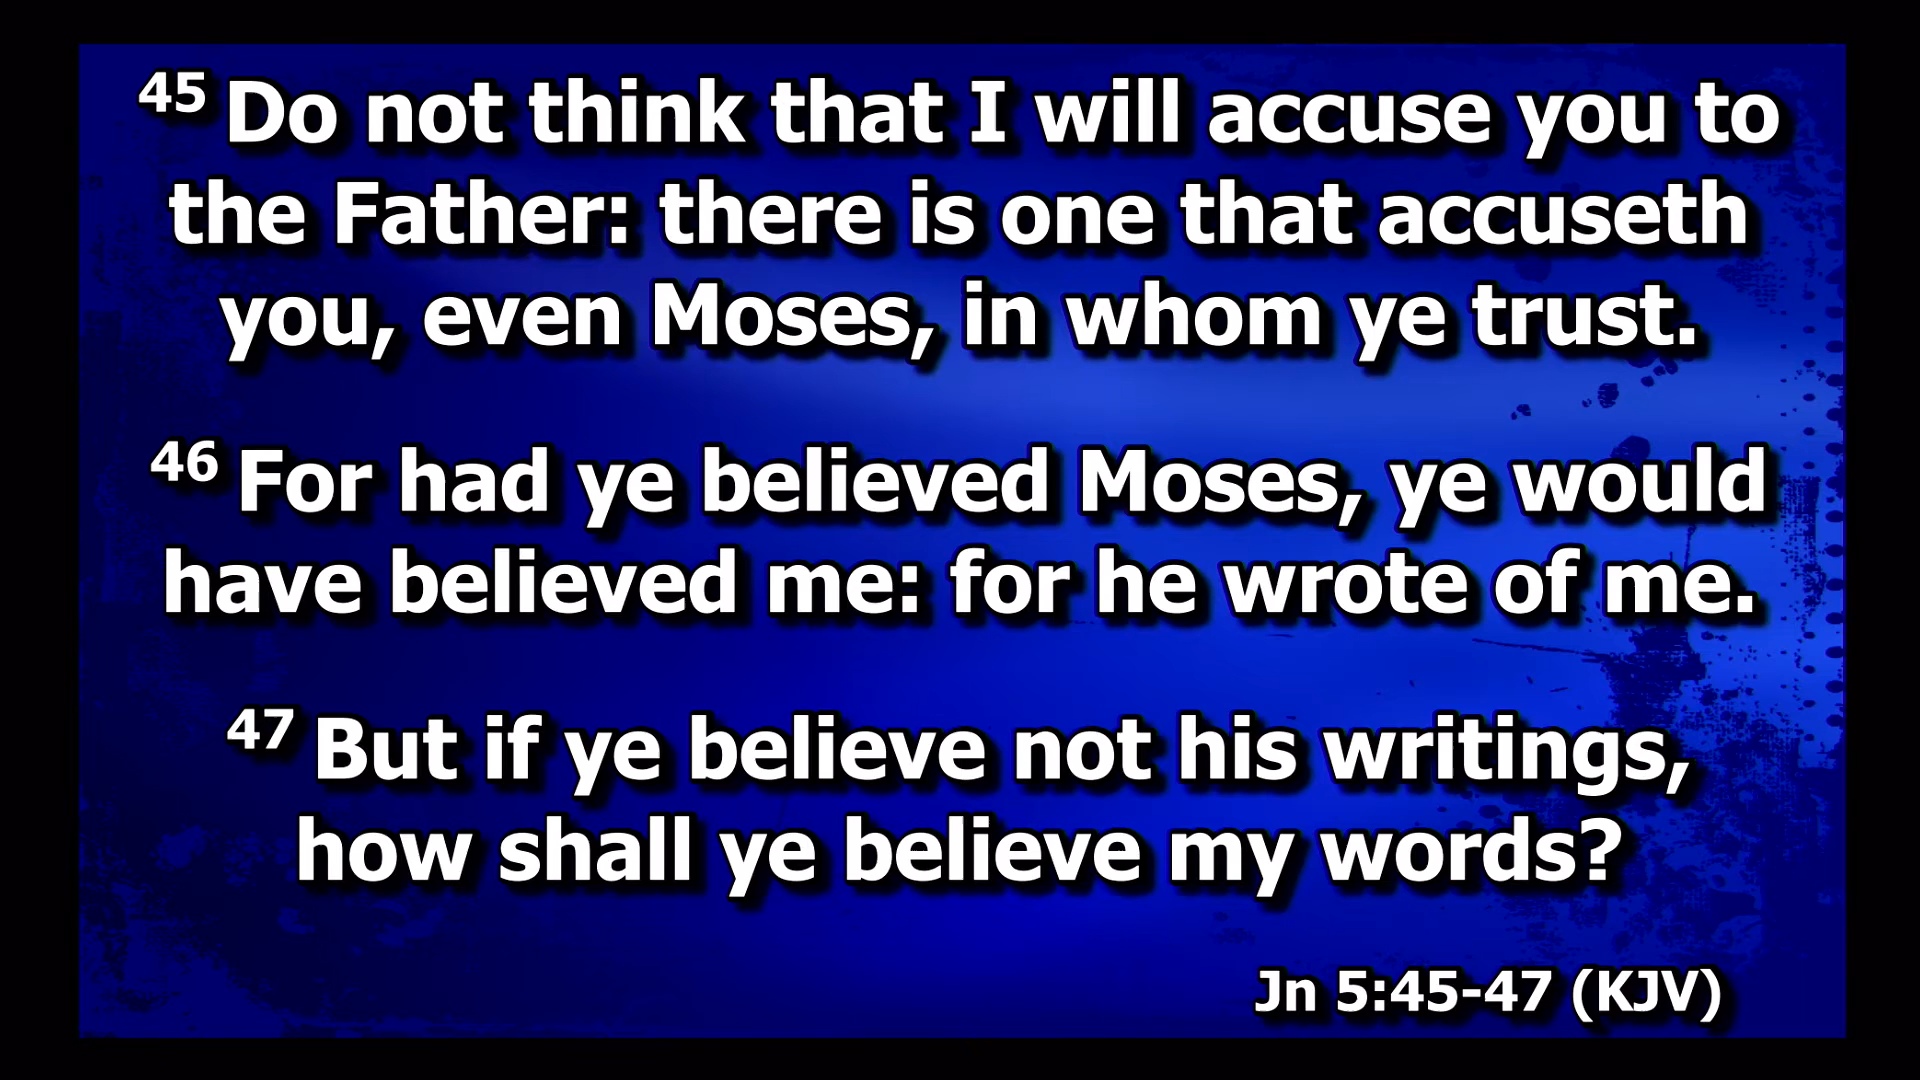 45 Do not think that I will accuse you to
the Father: there is one that accuseth
you, even Moses, in whom ye trust.
46 For had ye believed Moses, ye would
have believed me: for he wrote of me.
47 But if ye believe not his writings,
how shall ye believe my words?
Jn 5:45-47 (KJV)